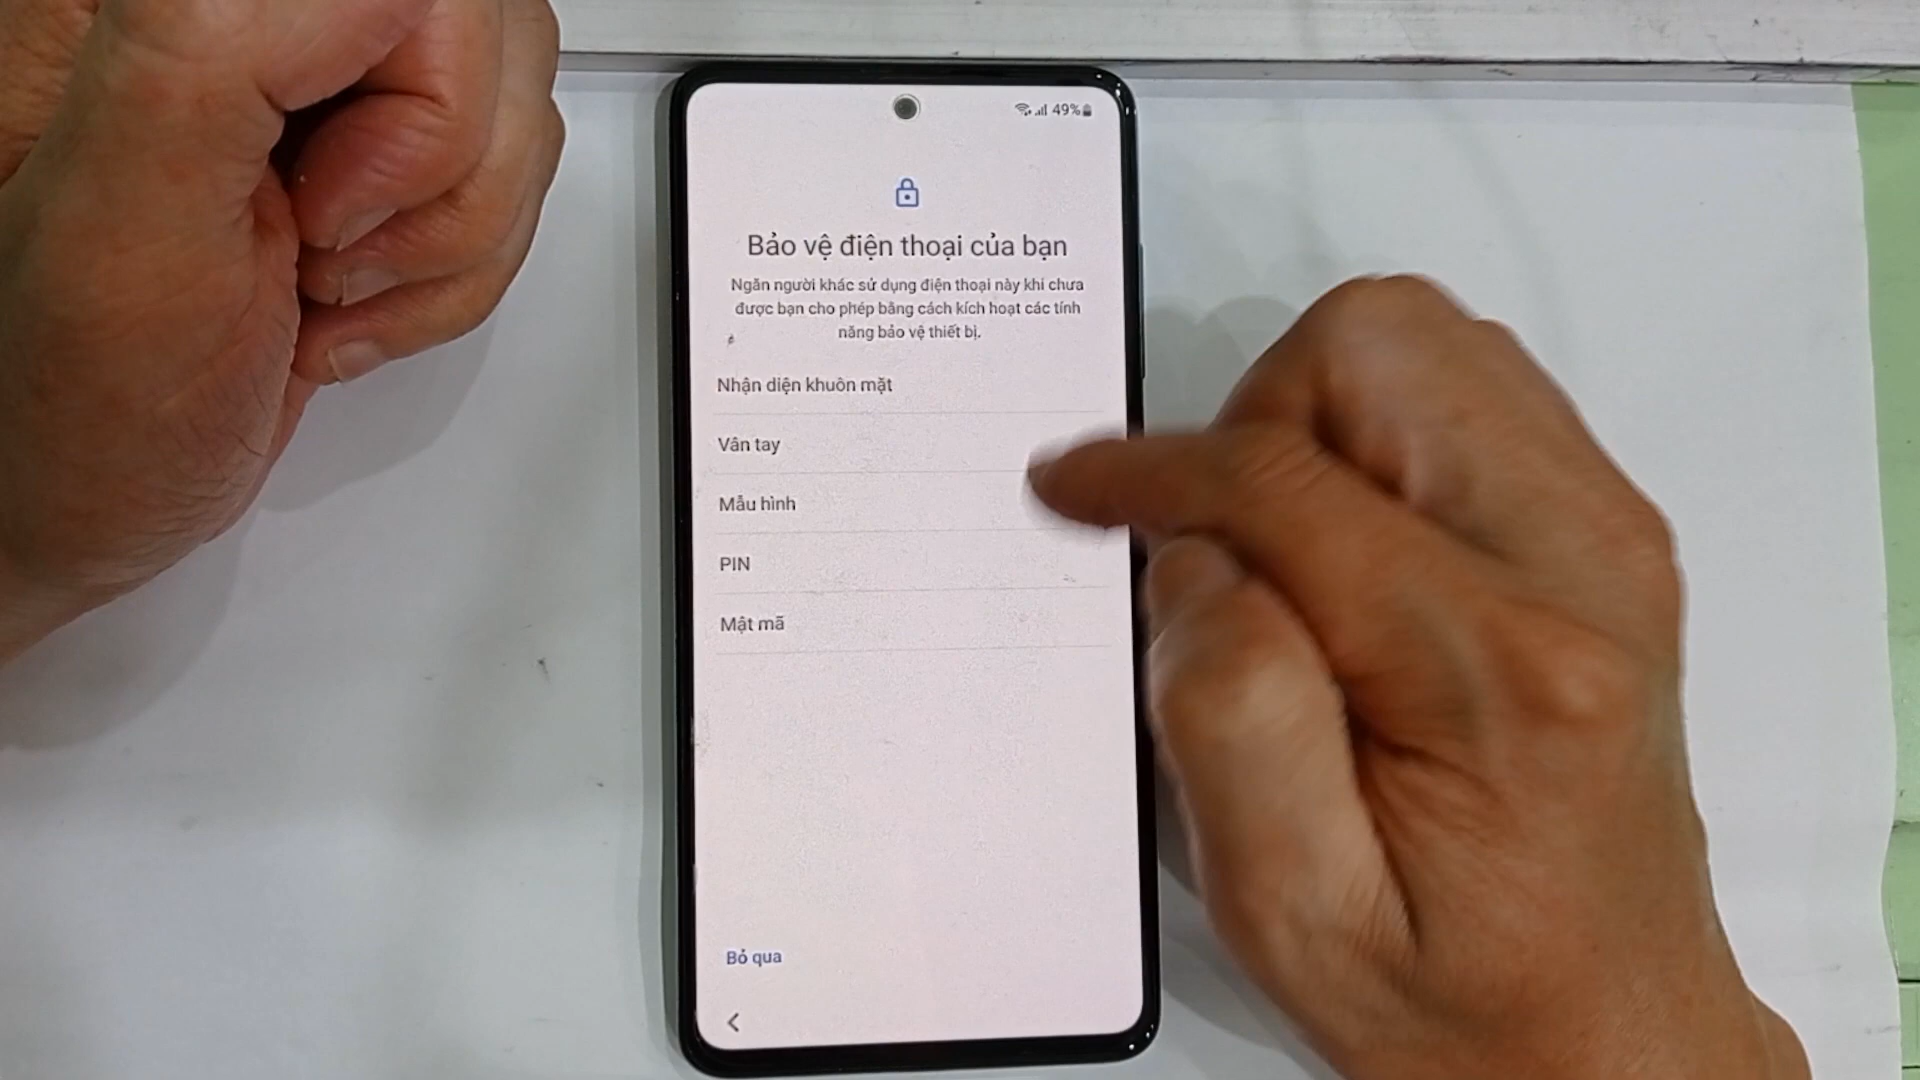 49%
Bảo vệ điện thoại của bạn
Ngăn người khác sử dụng điện thoại này khi chưa
được bạn cho phép bằng cách kích hoạt các tính
năng bảo vệ thiết bị.
Nhận diện khuôn mặt
Vân tay
Mẫu hình
PIN
Mật mã
Bỏ qua